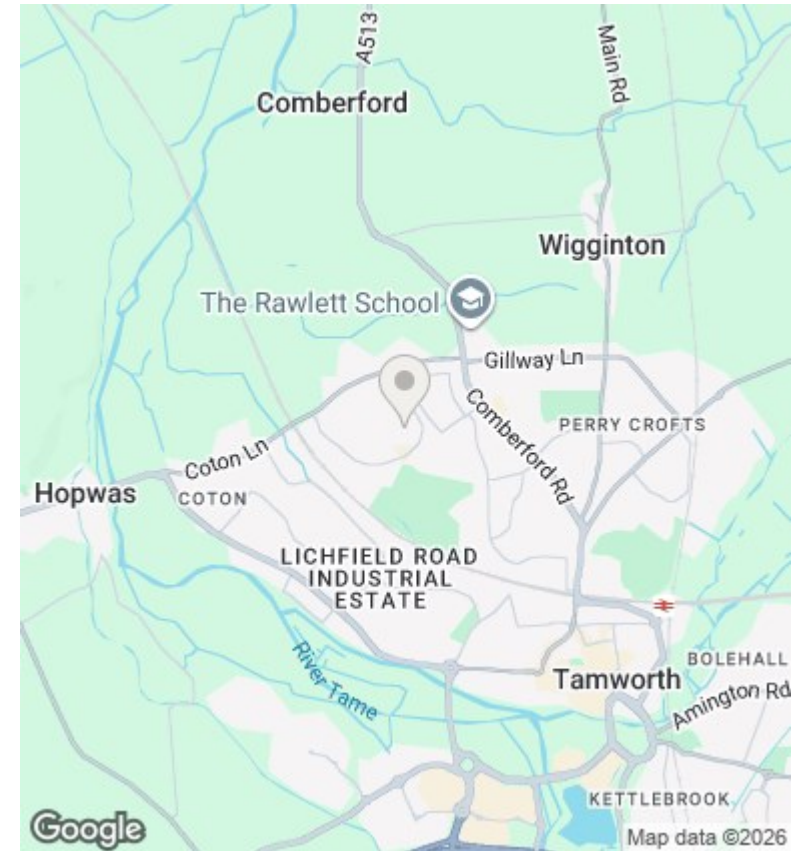 A513
Main Rd
Comberford
Wigginton
The Rawlett School
Gillway Ln
Comberford Rd
PERRY CROFTS
Coton Ln
Hopwas
COTON
LICHFIELD ROAD
INDUSTRIAL
ESTATE
River Tame
BOLEHALL
Tamworth
Amington Rd
KETTLEBROOK
Google
Map data ©2026